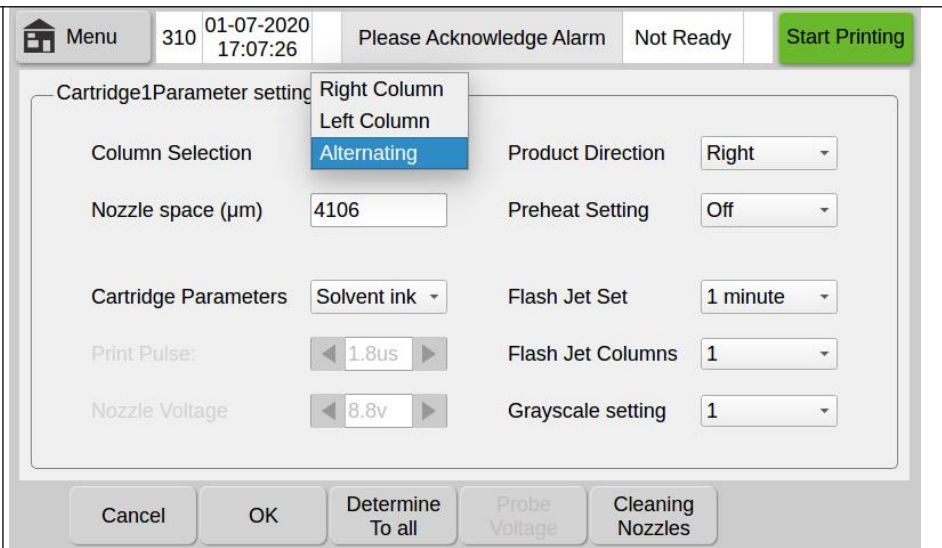 Menu
310
01-07-2020
17:07:26
Please Acknowledge Alarm
Not Ready
Start Printing
Cartridge1Parameter setting
Right Column
Left Column
Column Selection
Alternating
Product Direction
Right
Nozzle space (μm)
4106
Preheat Setting
Off
Cartridge Parameters
Solvent ink
Flash Jet Set
1 minute
Print Pulse:
1.8us
Flash Jet Columns
1
Nozzle Voltage
8.8v
Grayscale setting
1
Cancel
OK
Determine
To all
Probe
Voltage
Cleaning
Nozzles